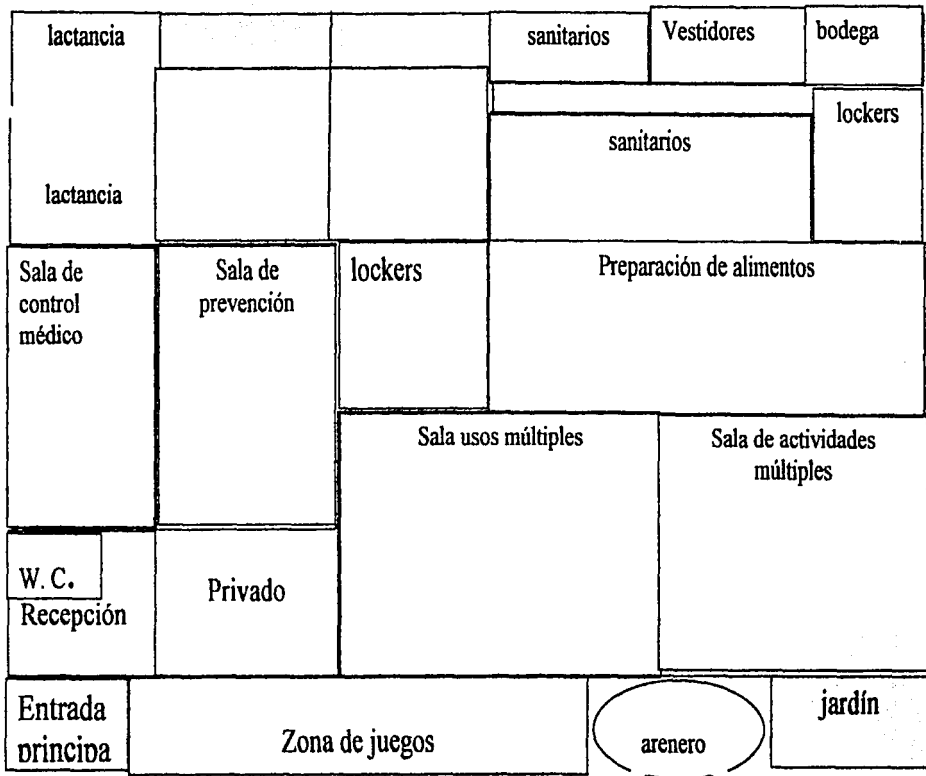 lactancia
sanitarios
Vestidores
bodega
lockers
sanitarios
lactancia
Sala de
control
médico
Sala de
prevención
lockers
Preparación de alimentos
Sala usos múltiples
Sala de actividades
múltiples
W. C.
Recepción
Privado
Entrada
principa
Zona de juegos
arenero
jardín